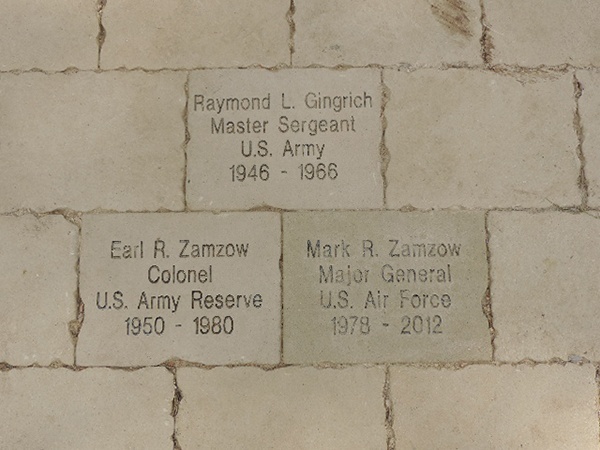 Raymond L. Gingrich
Master Sergeant
U.S. Army
1946 - 1966
Earl R. Zamzow
Colonel
U.S. Army Reserve
1950 - 1980
Mark R. Zamzow
Major General
U.S. Air Force
1978 - 2012